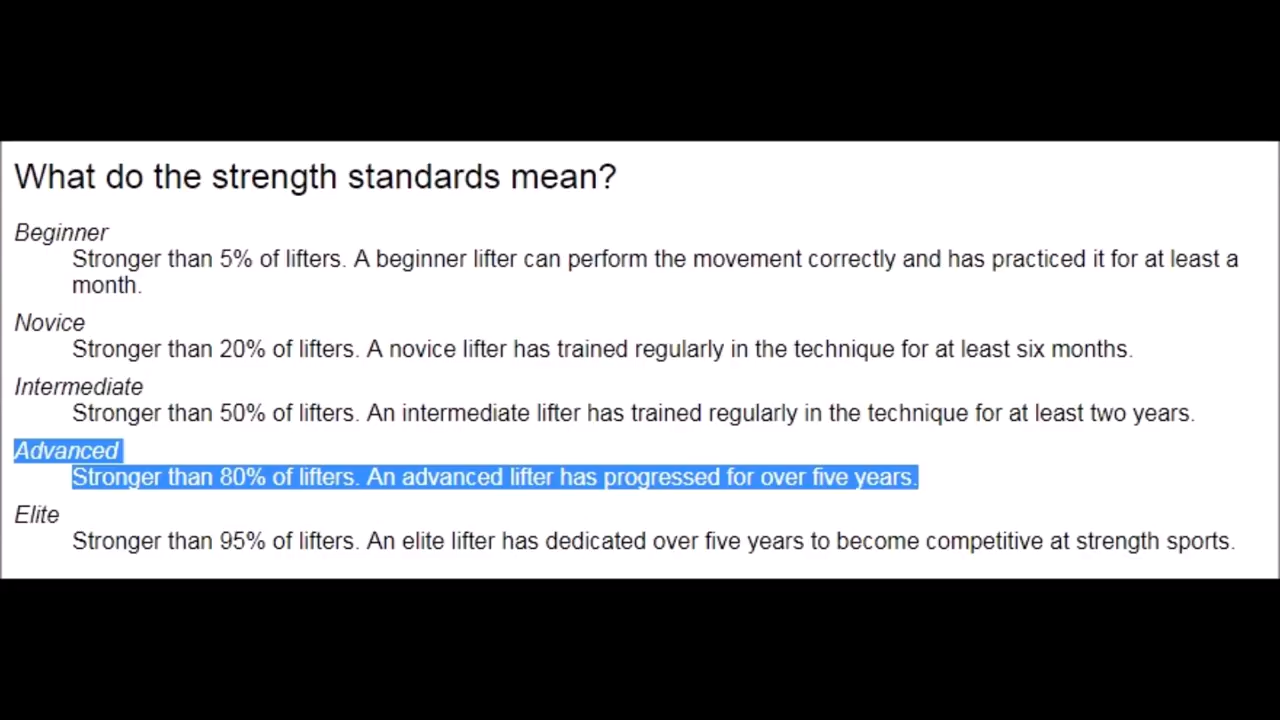 What do the strength standards mean?
Beginner
Stronger than 5% of lifters. A beginner lifter can perform the movement correctly and has practiced it for at least a
month.
Novice
Stronger than 20% of lifters. A novice lifter has trained regularly in the technique for at least six months.
Intermediate
Stronger than 50% of lifters. An intermediate lifter has trained regularly in the technique for at least two years.
Advanced
Stronger than 80% of lifters. An advanced lifter has progressed for over five years.
Elite
Stronger than 95% of lifters. An elite lifter has dedicated over five years to become competitive at strength sports.